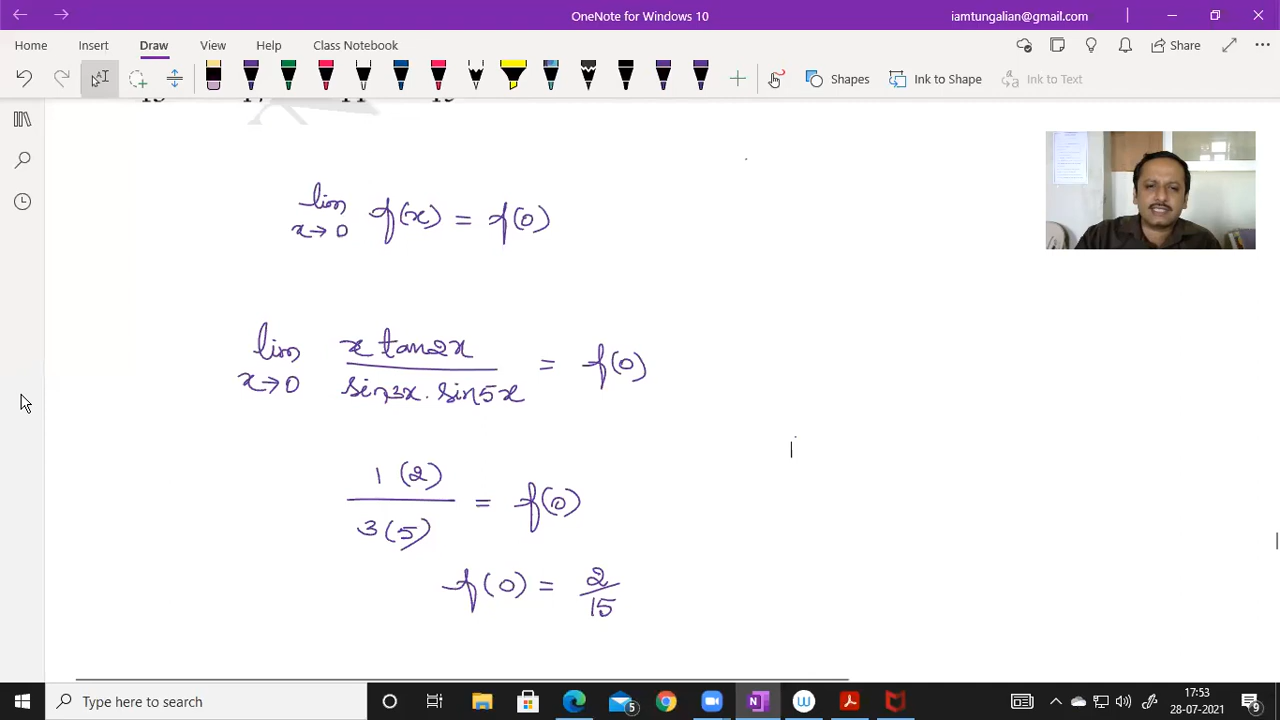 OneNote for Windows 10
iamtungalian@gmail.com
Home Insert Draw View Help Class Notebook
Share
Shapes
Ink to Shape
Ink to Text
lim x→0 f(x) = f(0)
lim x→0 x tan2x / sin3x . sin5x = f(0)
1 (2) / 3 (5) = f(0)
f(0) = 2/15
Type here to search
5
17:53
28-07-2021
9